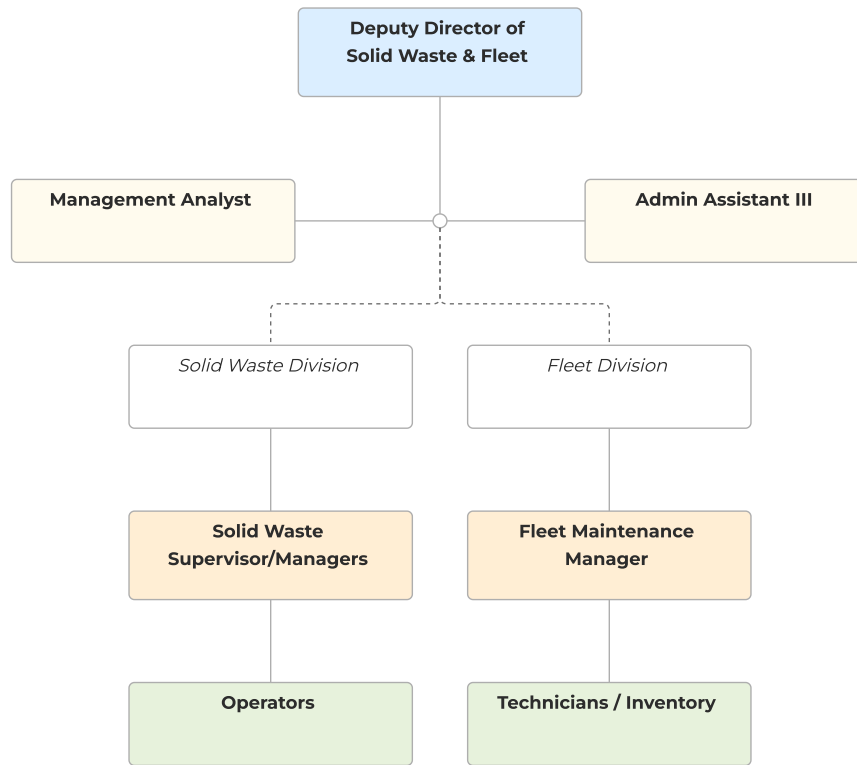 Deputy Director of
Solid Waste & Fleet
Management Analyst
Admin Assistant III
Solid Waste Division
Fleet Division
Solid Waste
Supervisor/Managers
Fleet Maintenance
Manager
Operators
Technicians / Inventory